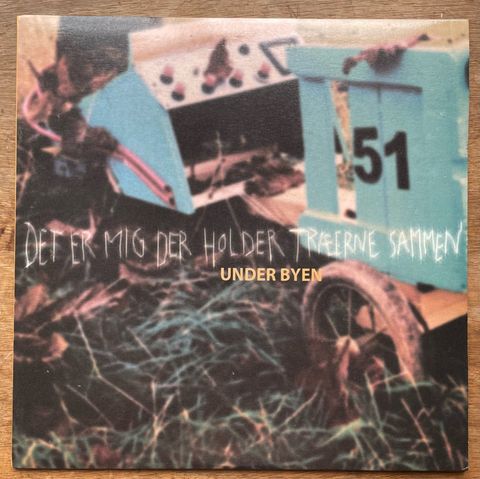 51
DET ER MIG DER HOLDER TRÆERNE SAMMEN
UNDER BYEN